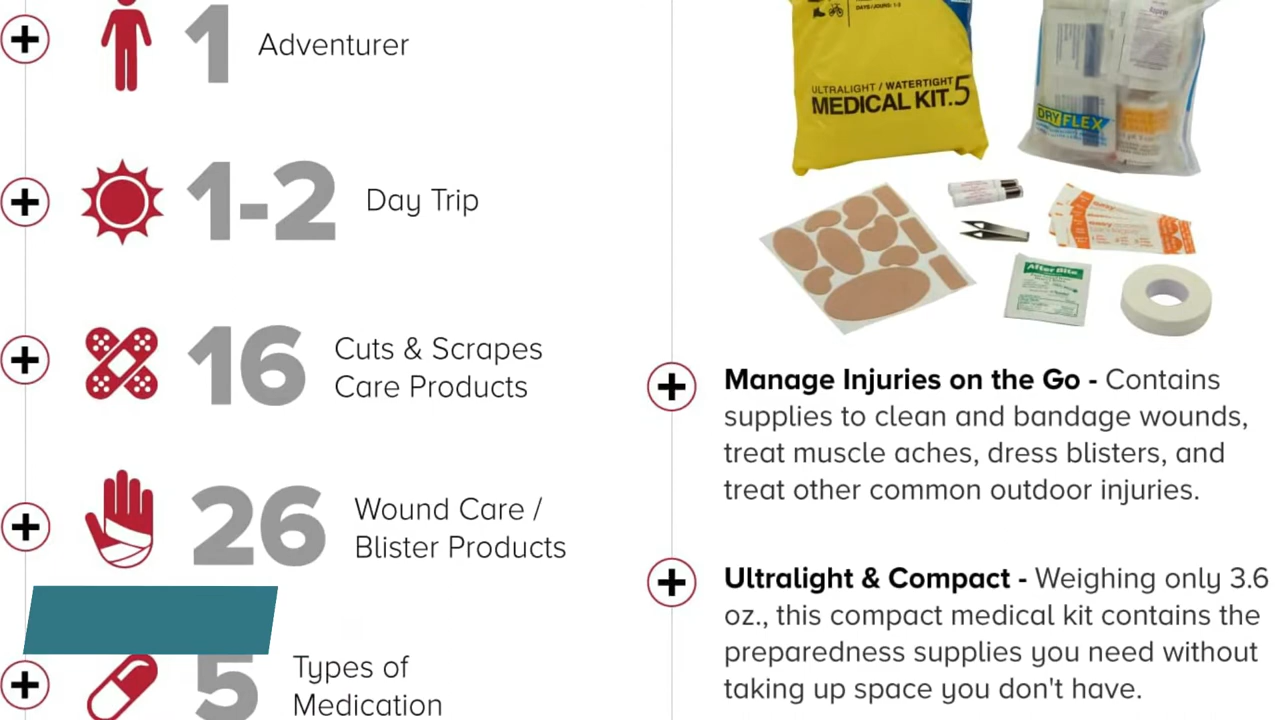 1 Adventurer
1-2 Day Trip
16 Cuts & Scrapes
Care Products
26 Wound Care /
Blister Products
5 Types of
Medication
ULTRALIGHT / WATERTIGHT
MEDICAL KIT.5
DRYFLEX
After Bite
Manage Injuries on the Go - Contains
supplies to clean and bandage wounds,
treat muscle aches, dress blisters, and
treat other common outdoor injuries.
Ultralight & Compact - Weighing only 3.6
oz., this compact medical kit contains the
preparedness supplies you need without
taking up space you don't have.